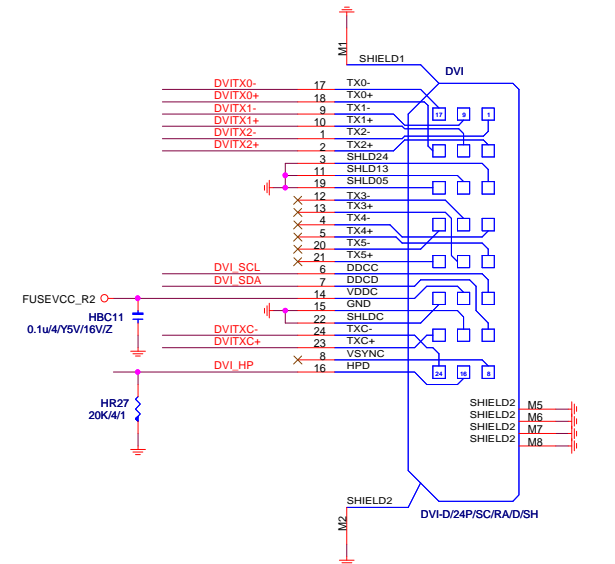 M1
SHIELD1
DVI
DVITX0- 17 TX0-
DVITX0+ 18 TX0+
DVITX1- 9 TX1-
DVITX1+ 10 TX1+
DVITX2- 1 TX2-
DVITX2+ 2 TX2+
3 SHLD24
11 SHLD13
19 SHLD05
12 TX3-
13 TX3+
4 TX4-
5 TX4+
20 TX5-
21 TX5+
DVI_SCL 6 DDCC
DVI_SDA 7 DDCD
FUSEVCC_R2 14 VDDC
15 GND
22 SHLDC
DVITXC- 24 TXC-
DVITXC+ 23 TXC+
8 VSYNC
DVI_HP 16 HPD
17 9 1
24 16 8
HBC11
0.1u/4/Y5V/16V/Z
HR27
20K/4/1
SHIELD2 M5
SHIELD2 M6
SHIELD2 M7
SHIELD2 M8
SHIELD2
M2
DVI-D/24P/SC/RA/D/SH